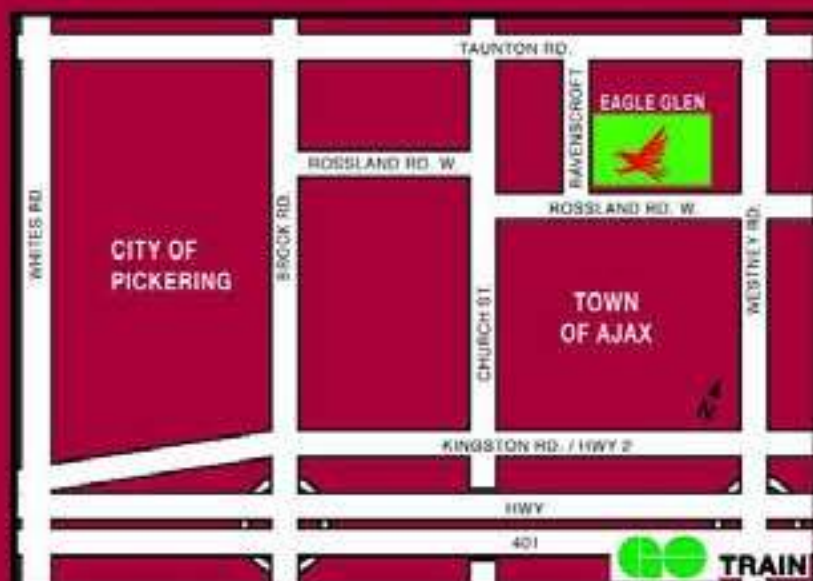 TAUNTON RD.
RAVENSCROFT
EAGLE GLEN
ROSSLAND RD. W.
ROSSLAND RD. W.
WHITES RD.
BROCK RD.
CITY OF
PICKERING
CHURCH ST.
TOWN
OF AJAX
WESTNEY RD.
N
KINGSTON RD. / HWY 2
HWY
401
GO TRAIN